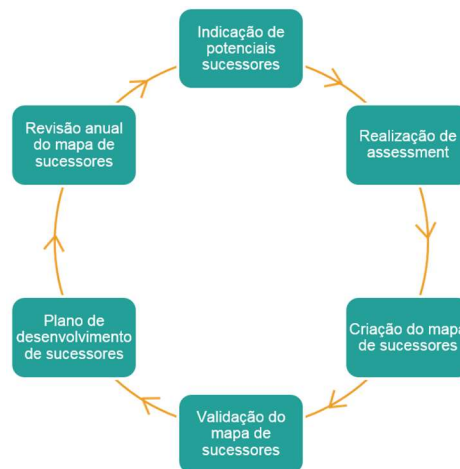 Indicação de
potenciais
sucessores
Realização de
assessment
Criação do mapa
de sucessores
Validação do
mapa de
sucessores
Plano de
desenvolvimento
de sucessores
Revisão anual
do mapa de
sucessores